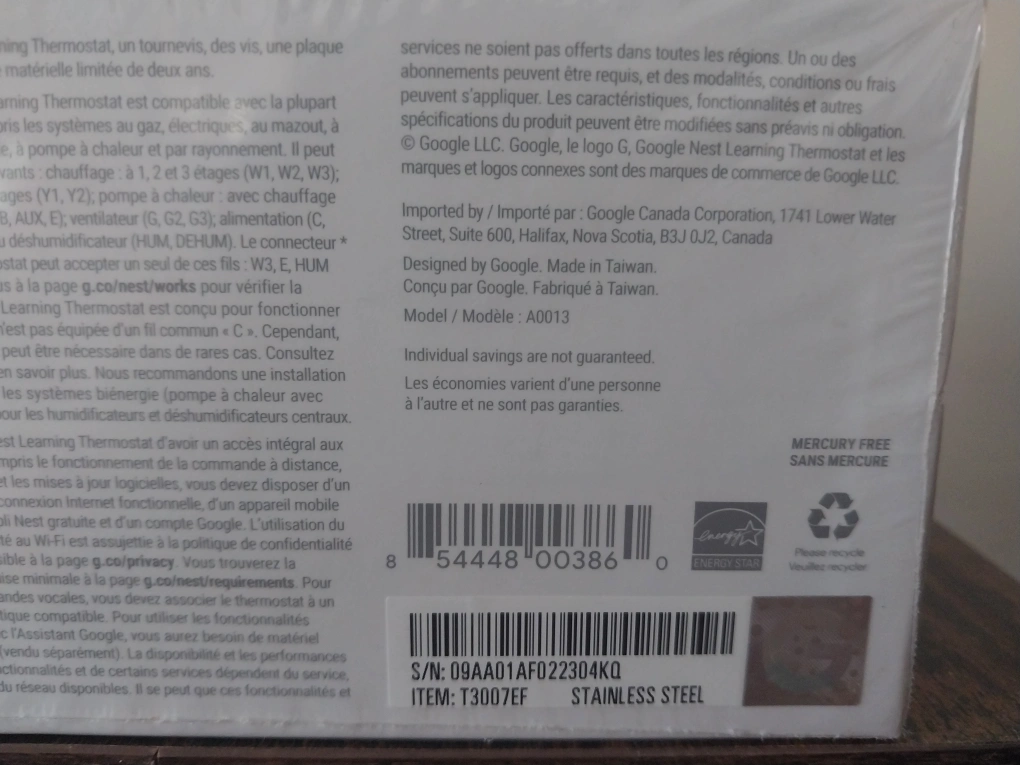 ning Thermostat, un tournevis, des vis, une plaque
matérielle limitée de deux ans.
arning Thermostat est compatible avec la plupart
ris les systèmes au gaz, électriques, au mazout, à
e, à pompe à chaleur et par rayonnement. Il peut
vants : chauffage : à 1, 2 et 3 étages (W1, W2, W3);
ages (Y1, Y2); pompe à chaleur : avec chauffage
B, AUX, E); ventilateur (G, G2, G3); alimentation (C,
u déshumidificateur (HUM, DEHUM). Le connecteur *
ostat peut accepter un seul de ces fils : W3, E, HUM
us à la page g.co/nest/works pour vérifier la
Learning Thermostat est conçu pour fonctionner
n'est pas équipée d'un fil commun « C ». Cependant,
peut être nécessaire dans de rares cas. Consultez
en savoir plus. Nous recommandons une installation
les systèmes biénergie (pompe à chaleur avec
our les humidificateurs et déshumidificateurs centraux.
est Learning Thermostat d'avoir un accès intégral aux
mpris le fonctionnement de la commande à distance,
et les mises à jour logicielles, vous devez disposer d'un
connexion Internet fonctionnelle, d'un appareil mobile
pli Nest gratuite et d'un compte Google. L'utilisation du
té au Wi-Fi est assujettie à la politique de confidentialité
sible à la page g.co/privacy. Vous trouverez la
ise minimale à la page g.co/nest/requirements. Pour
andes vocales, vous devez associer le thermostat à un
tique compatible. Pour utiliser les fonctionnalités
c l'Assistant Google, vous aurez besoin de matériel
(vendu séparément). La disponibilité et les performances
ctionnalités et de certains services dépendent du service,
du réseau disponibles. Il se peut que ces fonctionnalités et
services ne soient pas offerts dans toutes les régions. Un ou des
abonnements peuvent être requis, et des modalités, conditions ou frais
peuvent s'appliquer. Les caractéristiques, fonctionnalités et autres
spécifications du produit peuvent être modifiées sans préavis ni obligation.
© Google LLC. Google, le logo G, Google Nest Learning Thermostat et les
marques et logos connexes sont des marques de commerce de Google LLC.
Imported by / Importé par : Google Canada Corporation, 1741 Lower Water
Street, Suite 600, Halifax, Nova Scotia, B3J 0J2, Canada
Designed by Google. Made in Taiwan.
Conçu par Google. Fabriqué à Taiwan.
Model / Modèle : A0013
Individual savings are not guaranteed.
Les économies varient d'une personne
à l'autre et ne sont pas garanties.
MERCURY FREE
SANS MERCURE
8 54448 00386 0
energy
ENERGY STAR
Please recycle
Veuillez recycler
S/N: 09AA01AF022304KQ
ITEM: T3007EF STAINLESS STEEL